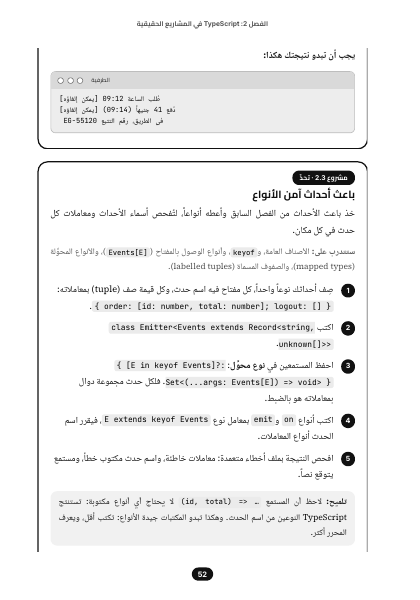 الفصل 2: TypeScript في المشاريع الحقيقية
يجب أن تبدو نتيجتك هكذا:
الطرفية
طُلب الساعة 09:12 [يمكن إلغاؤه]
دُفع 41 جنيهاً (09:14) [يمكن إلغاؤه]
في الطريق. رقم التتبع EG-55120
مشروع 2.3 · تحدٍّ
باعث أحداث آمن الأنواع
خذ باعث الأحداث من الفصل السابق وأعطه أنواعاً، لتُفحص أسماء الأحداث ومعاملات كل
حدث في كل مكان.
ستتدرب على: الأصناف العامة، و keyof، وأنواع الوصول بالمفتاح (Events[E])، والأنواع المحوّلة
(mapped types)، والصفوف المسماة (labelled tuples).
1 صِف أحداثك نوعاً واحداً، كل مفتاح فيه اسم حدث، وكل قيمة صف (tuple) بمعاملاته:
{ order: [id: number, total: number]; logout: [] }.
2 اكتب class Emitter<Events extends Record<string,
unknown[]>>.
3 احفظ المستمعين في نوع محوَّل: { [E in keyof Events]?:
Set<(...args: Events[E]) => void> }. فلكل حدث مجموعة دوال
بمعاملاته هو بالضبط.
4 اكتب أنواع on و emit بمعامل نوع E extends keyof Events، فيقرر اسم
الحدث أنواع المعاملات.
5 افحص النتيجة بملف أخطاء متعمدة: معاملات خاطئة، واسم حدث مكتوب خطأ، ومستمع
يتوقع نصاً.
تلميح: لاحظ أن المستمع (id, total) => … لا يحتاج أي أنواع مكتوبة: تستنتج
TypeScript النوعين من اسم الحدث. وهكذا تبدو المكتبات جيدة الأنواع: تكتب أقل، ويعرف
المحرر أكثر.
52